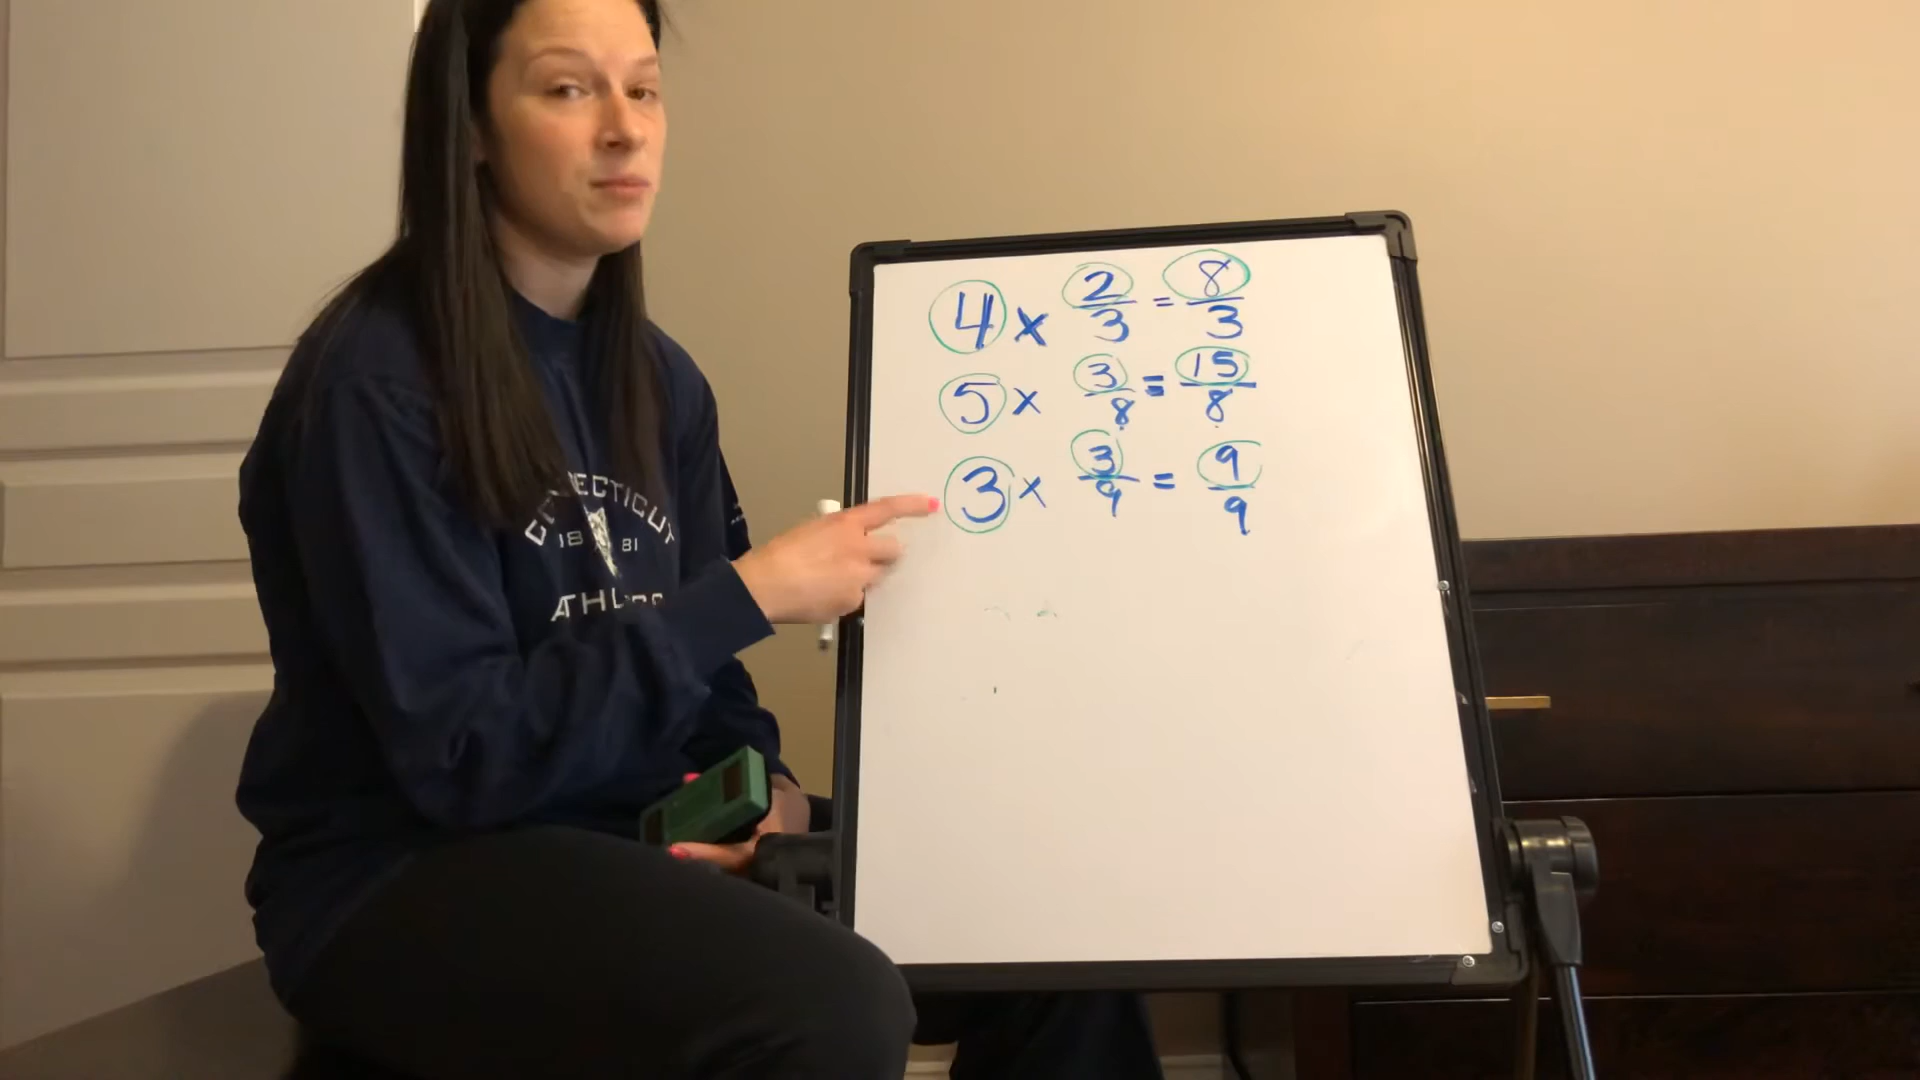 4 x 2/3 = 8/3
5 x 3/8 = 15/8
3 x 3/9 = 9/9
18 81